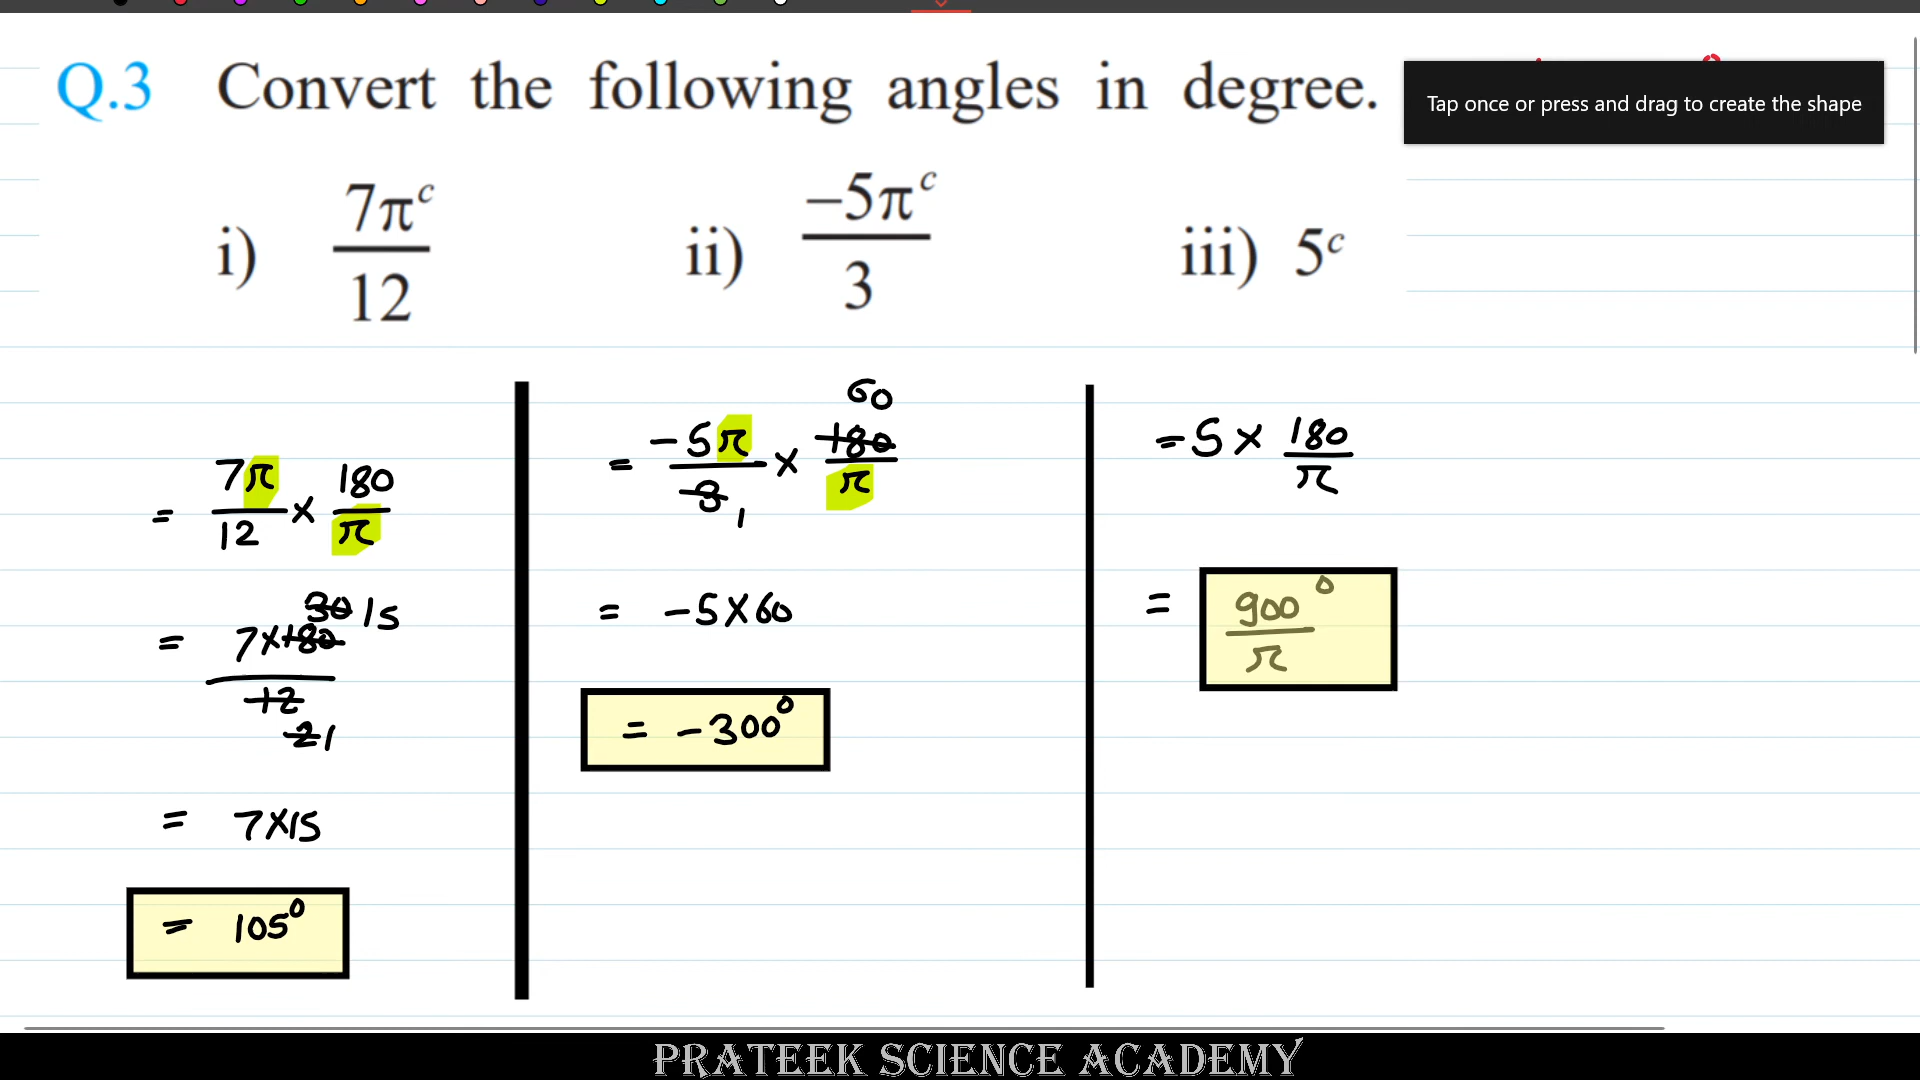 Q.3 Convert the following angles in degree.
Tap once or press and drag to create the shape
i) 7π^c/12 ii) −5π^c/3 iii) 5^c
= 7π/12 × 180/π
= 7×180/12
30 15
21
= 7×15
= 105°
60
= −5π/3 × 180/π
1
= −5×60
= −300°
= 5 × 180/π
= 900°/π
PRATEEK SCIENCE ACADEMY